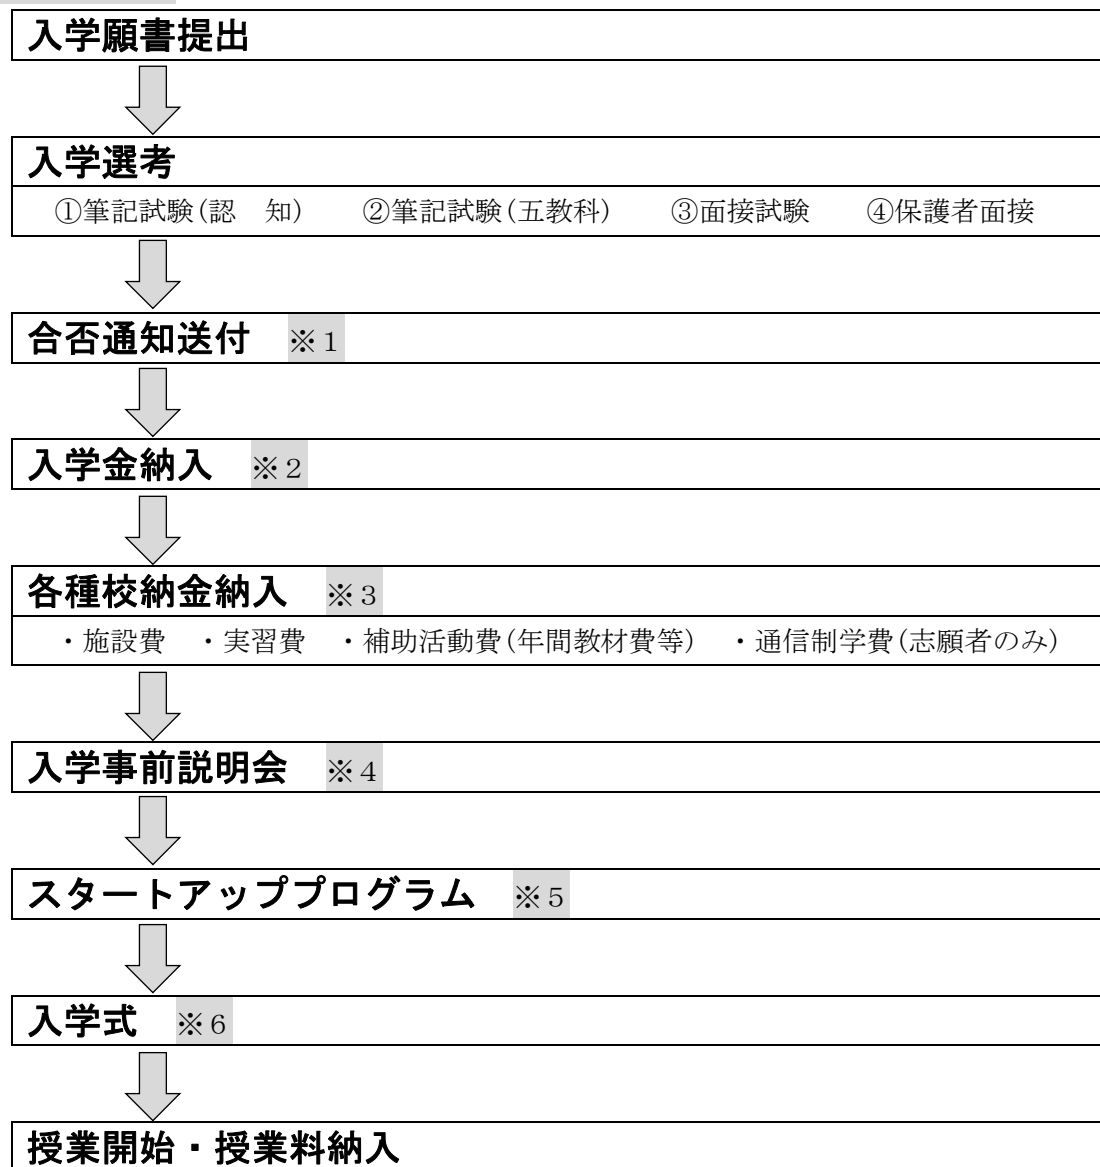 入学願書提出
入学選考
①筆記試験(認　知)　　②筆記試験(五教科)　　③面接試験　　④保護者面接
合否通知送付　※１
入学金納入　※２
各種校納金納入　※３
・施設費　・実習費　・補助活動費(年間教材費等)　・通信制学費(志願者のみ)
入学事前説明会　※４
スタートアッププログラム　※５
入学式　※６
授業開始・授業料納入